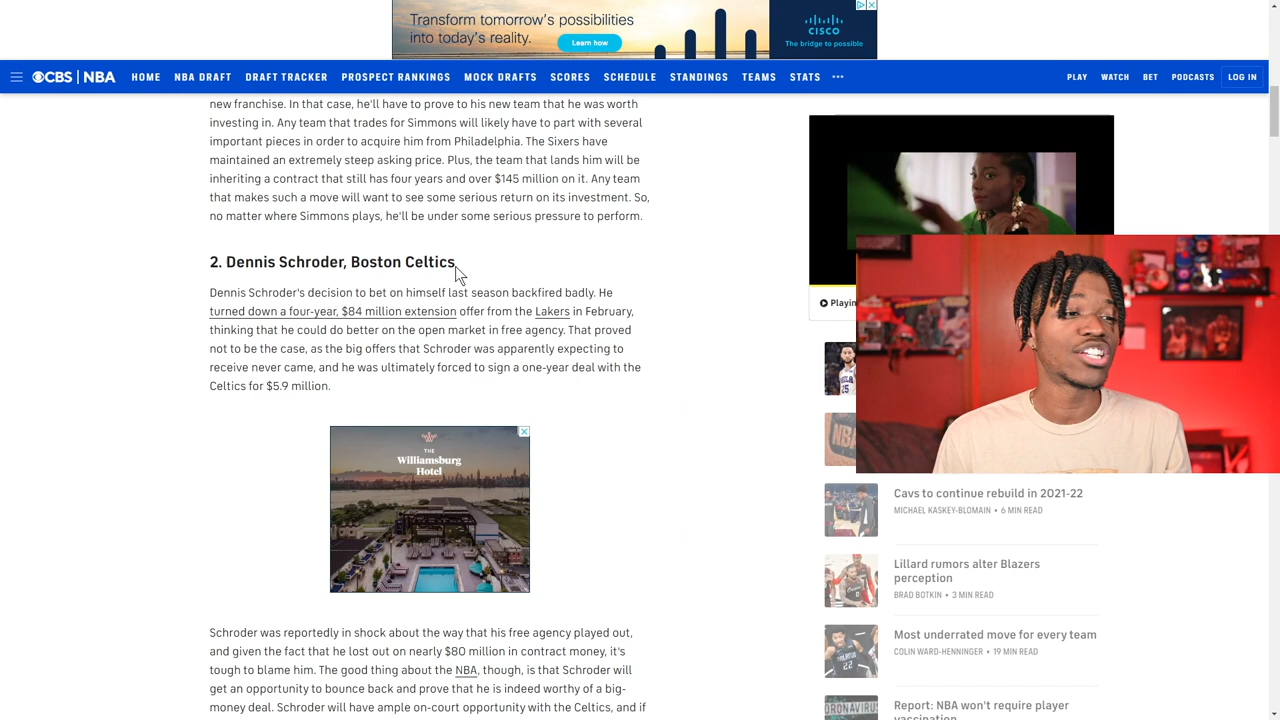 Transform tomorrow's possibilities
into today's reality.
Learn how
CISCO
The bridge to possible
CBS | NBA
HOME
NBA DRAFT
DRAFT TRACKER
PROSPECT RANKINGS
MOCK DRAFTS
SCORES
SCHEDULE
STANDINGS
TEAMS
STATS
PLAY
WATCH
BET
PODCASTS
LOG IN
new franchise. In that case, he'll have to prove to his new team that he was worth
investing in. Any team that trades for Simmons will likely have to part with several
important pieces in order to acquire him from Philadelphia. The Sixers have
maintained an extremely steep asking price. Plus, the team that lands him will be
inheriting a contract that still has four years and over $145 million on it. Any team
that makes such a move will want to see some serious return on its investment. So,
no matter where Simmons plays, he'll be under some serious pressure to perform.
2. Dennis Schroder, Boston Celtics
Dennis Schroder's decision to bet on himself last season backfired badly. He
turned down a four-year, $84 million extension offer from the Lakers in February,
thinking that he could do better on the open market in free agency. That proved
not to be the case, as the big offers that Schroder was apparently expecting to
receive never came, and he was ultimately forced to sign a one-year deal with the
Celtics for $5.9 million.
THE
Williamsburg
Hotel
Schroder was reportedly in shock about the way that his free agency played out,
and given the fact that he lost out on nearly $80 million in contract money, it's
tough to blame him. The good thing about the NBA, though, is that Schroder will
get an opportunity to bounce back and prove that he is indeed worthy of a big-
money deal. Schroder will have ample on-court opportunity with the Celtics, and if
Playin
25
NBA
Cavs to continue rebuild in 2021-22
MICHAEL KASKEY-BLOMAIN • 6 MIN READ
Lillard rumors alter Blazers
perception
BRAD BOTKIN • 3 MIN READ
Most underrated move for every team
COLIN WARD-HENNINGER • 19 MIN READ
22
Report: NBA won't require player
vaccination